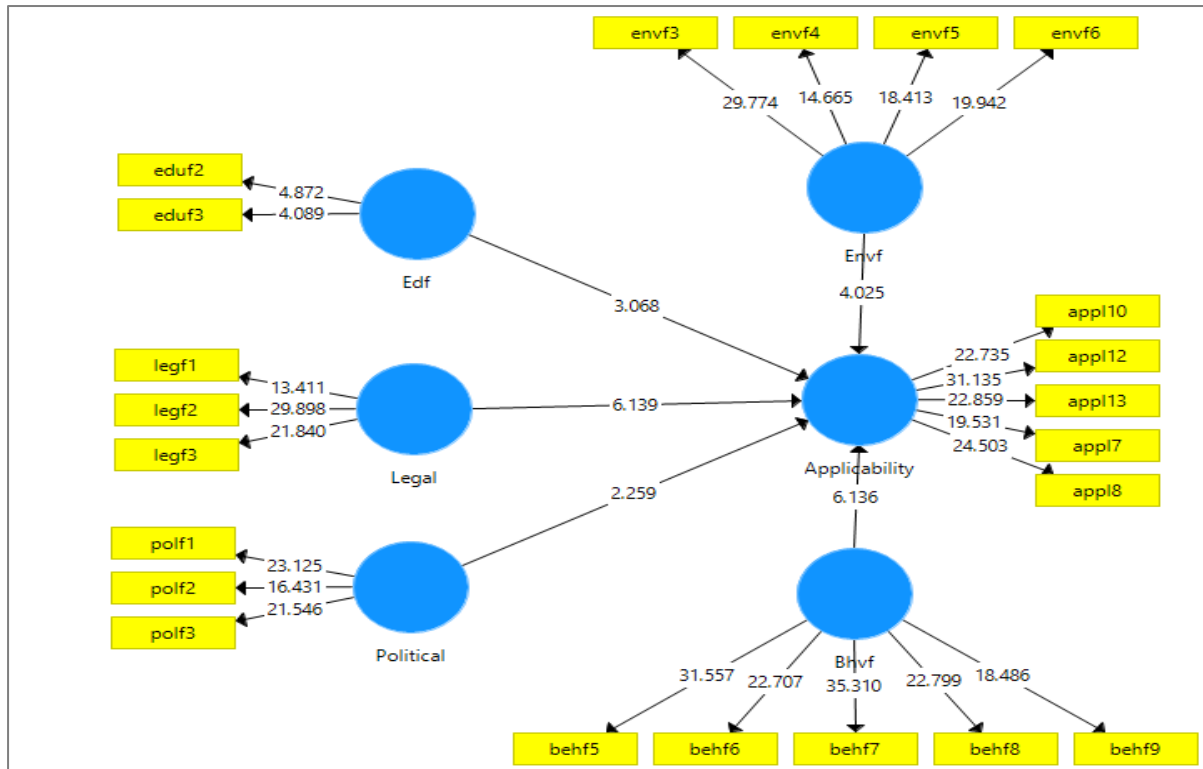 envf3 envf4 envf5 envf6
29.774 14.665 18.413 19.942
Envf
4.025
eduf2
eduf3
4.872
4.089
Edf
3.068
legf1
legf2
legf3
13.411
29.898
21.840
Legal
6.139
polf1
polf2
polf3
23.125
16.431
21.546
Political
2.259
Applicability
22.735
31.135
22.859
19.531
24.503
appl10
appl12
appl13
appl7
appl8
6.136
Bhvf
31.557 22.707 35.310 22.799 18.486
behf5 behf6 behf7 behf8 behf9